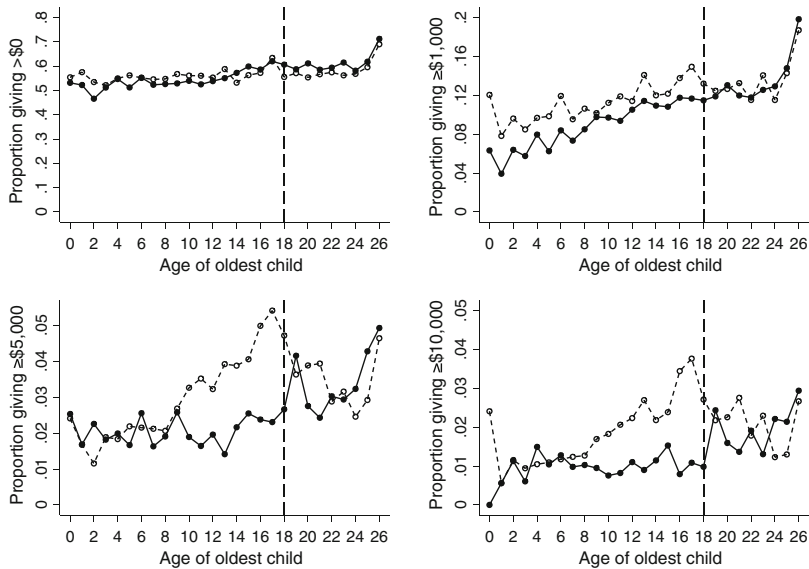 Proportion giving >$0
.8
.7
.6
.5
.4
.3
.2
.1
0
0 2 4 6 8 10 12 14 16 18 20 22 24 26
Age of oldest child
Proportion giving ≥$1,000
.2
.16
.12
.08
.04
0
0 2 4 6 8 10 12 14 16 18 20 22 24 26
Age of oldest child
Proportion giving ≥$5,000
.05
.04
.03
.02
.01
0
0 2 4 6 8 10 12 14 16 18 20 22 24 26
Age of oldest child
Proportion giving ≥$10,000
.05
.04
.03
.02
.01
0
0 2 4 6 8 10 12 14 16 18 20 22 24 26
Age of oldest child